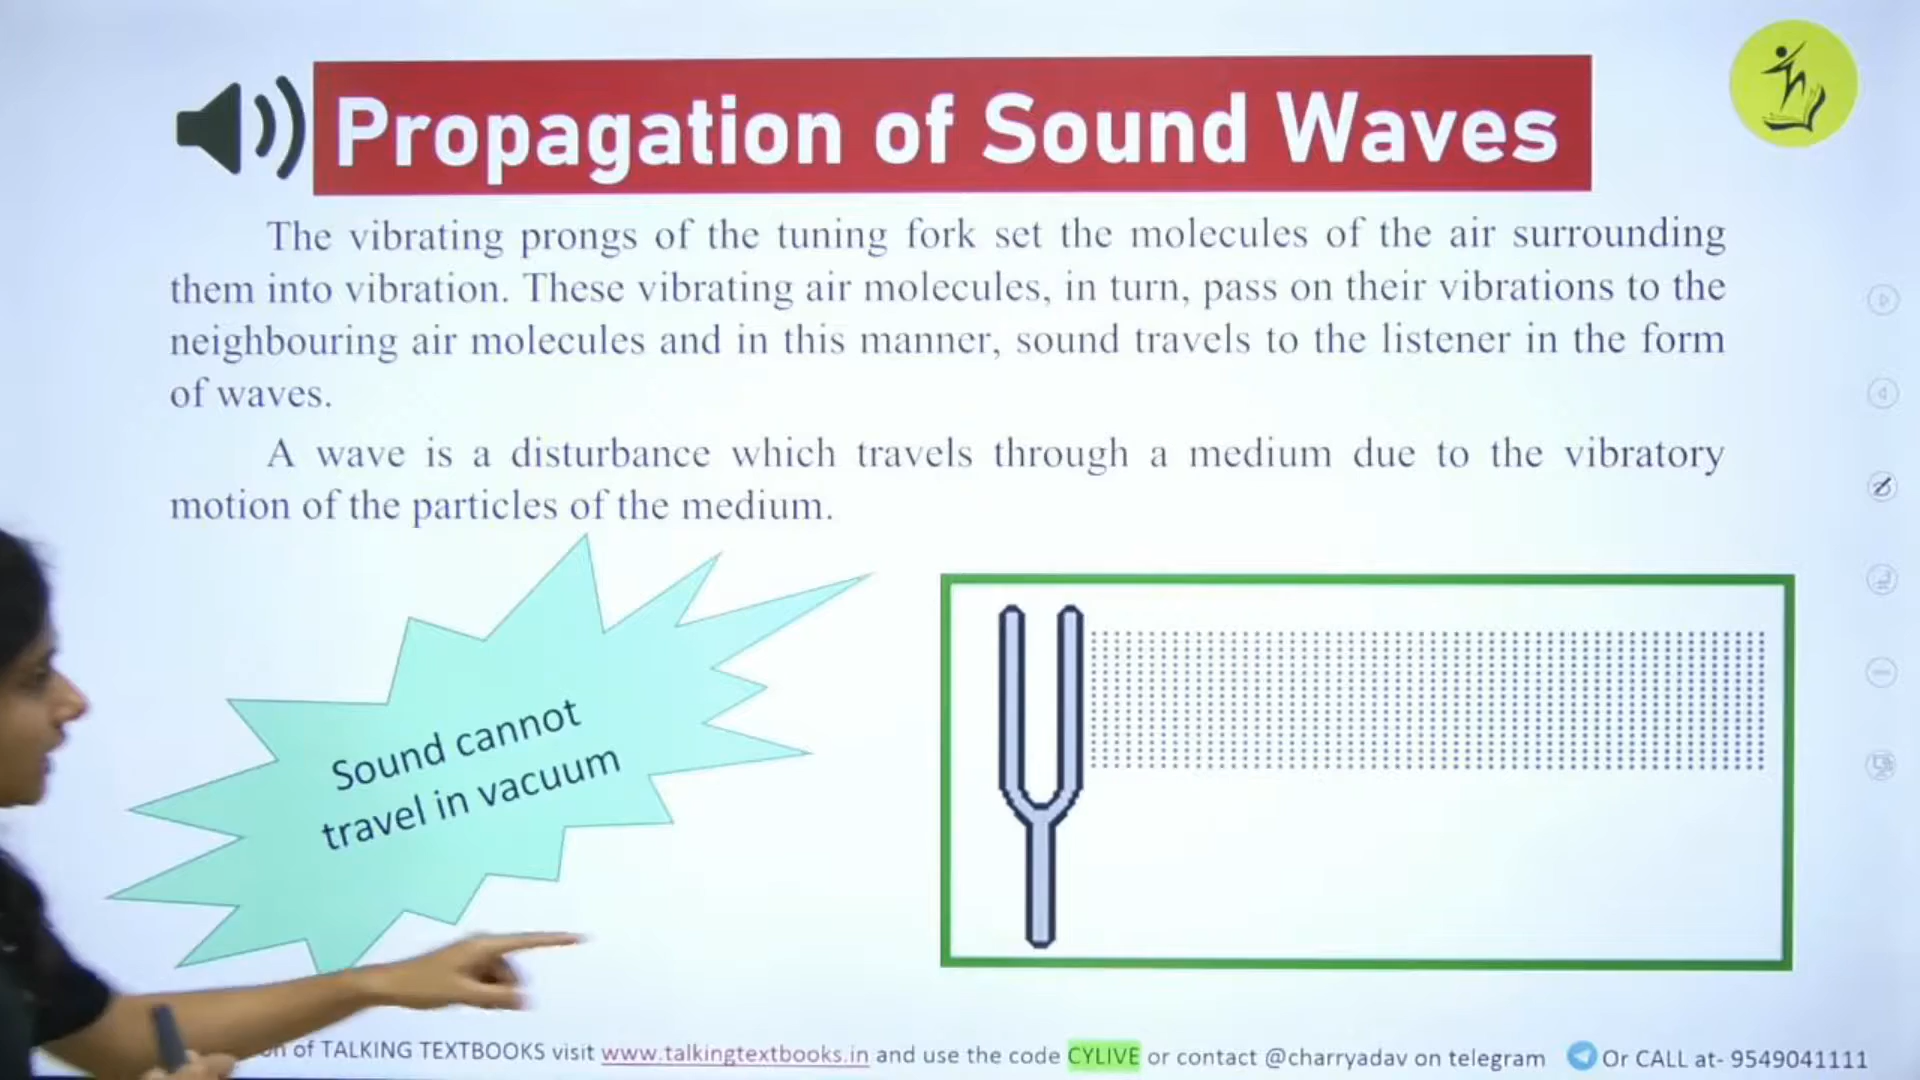 Propagation of Sound Waves
The vibrating prongs of the tuning fork set the molecules of the air surrounding
them into vibration. These vibrating air molecules, in turn, pass on their vibrations to the
neighbouring air molecules and in this manner, sound travels to the listener in the form
of waves.
A wave is a disturbance which travels through a medium due to the vibratory
motion of the particles of the medium.
Sound cannot
travel in vacuum
of TALKING TEXTBOOKS visit www.talkingtextbooks.in and use the code CYLIVE or contact @charryadav on telegram Or CALL at- 9549041111